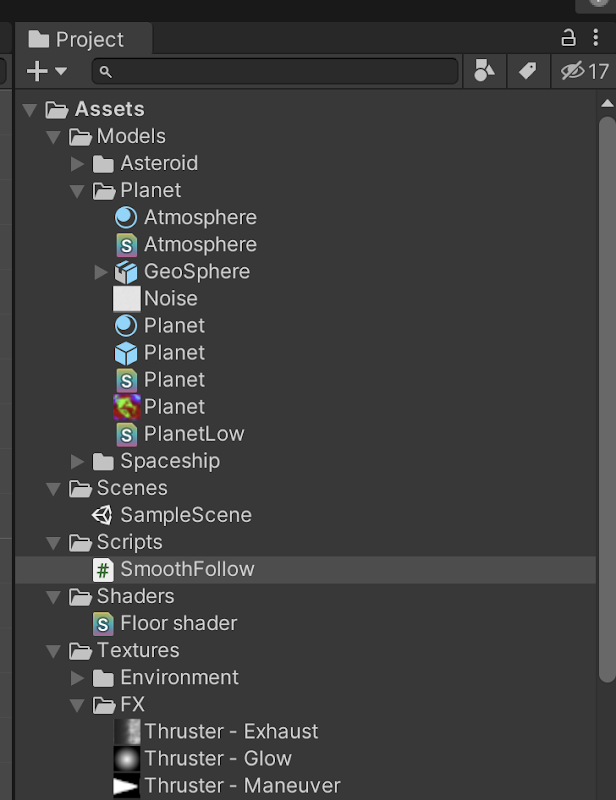 Project
17
Assets
Models
Asteroid
Planet
Atmosphere
S Atmosphere
GeoSphere
Noise
Planet
Planet
S Planet
Planet
S PlanetLow
Spaceship
Scenes
SampleScene
Scripts
# SmoothFollow
Shaders
S Floor shader
Textures
Environment
FX
Thruster - Exhaust
Thruster - Glow
Thruster - Maneuver